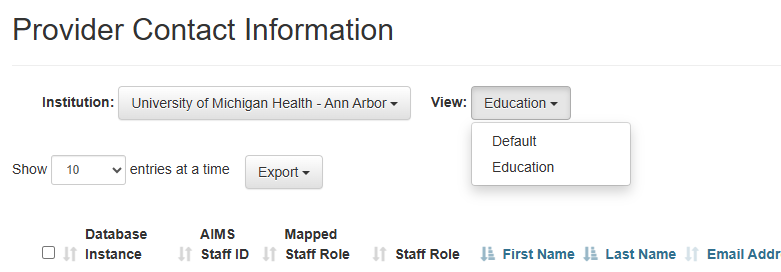 Provider Contact Information
Institution: University of Michigan Health - Ann Arbor View: Education
Default
Education
Show 10 entries at a time Export
Database AIMS Mapped
Instance Staff ID Staff Role Staff Role First Name Last Name Email Addr